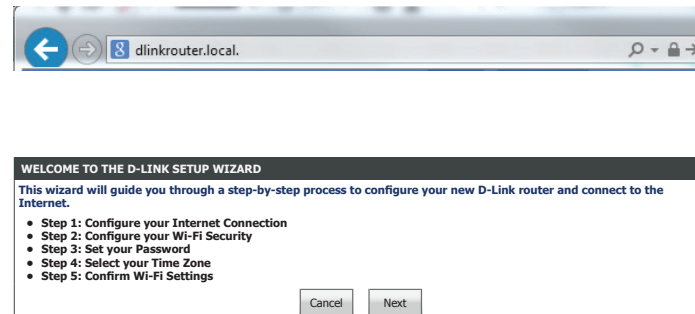 dlinkrouter.local.
WELCOME TO THE D-LINK SETUP WIZARD
This wizard will guide you through a step-by-step process to configure your new D-Link router and connect to the
Internet.
• Step 1: Configure your Internet Connection
• Step 2: Configure your Wi-Fi Security
• Step 3: Set your Password
• Step 4: Select your Time Zone
• Step 5: Confirm Wi-Fi Settings
Cancel Next